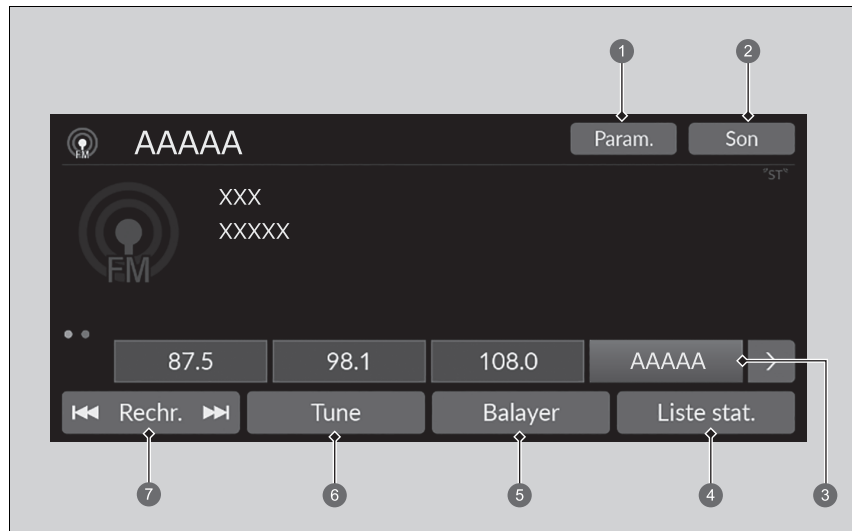 1 2
FM AAAAA Param. Son
"ST"
XXX
XXXXX
FM
87.5 98.1 108.0 AAAAA >
Rechr. Tune Balayer Liste stat.
7 6 5 4 3